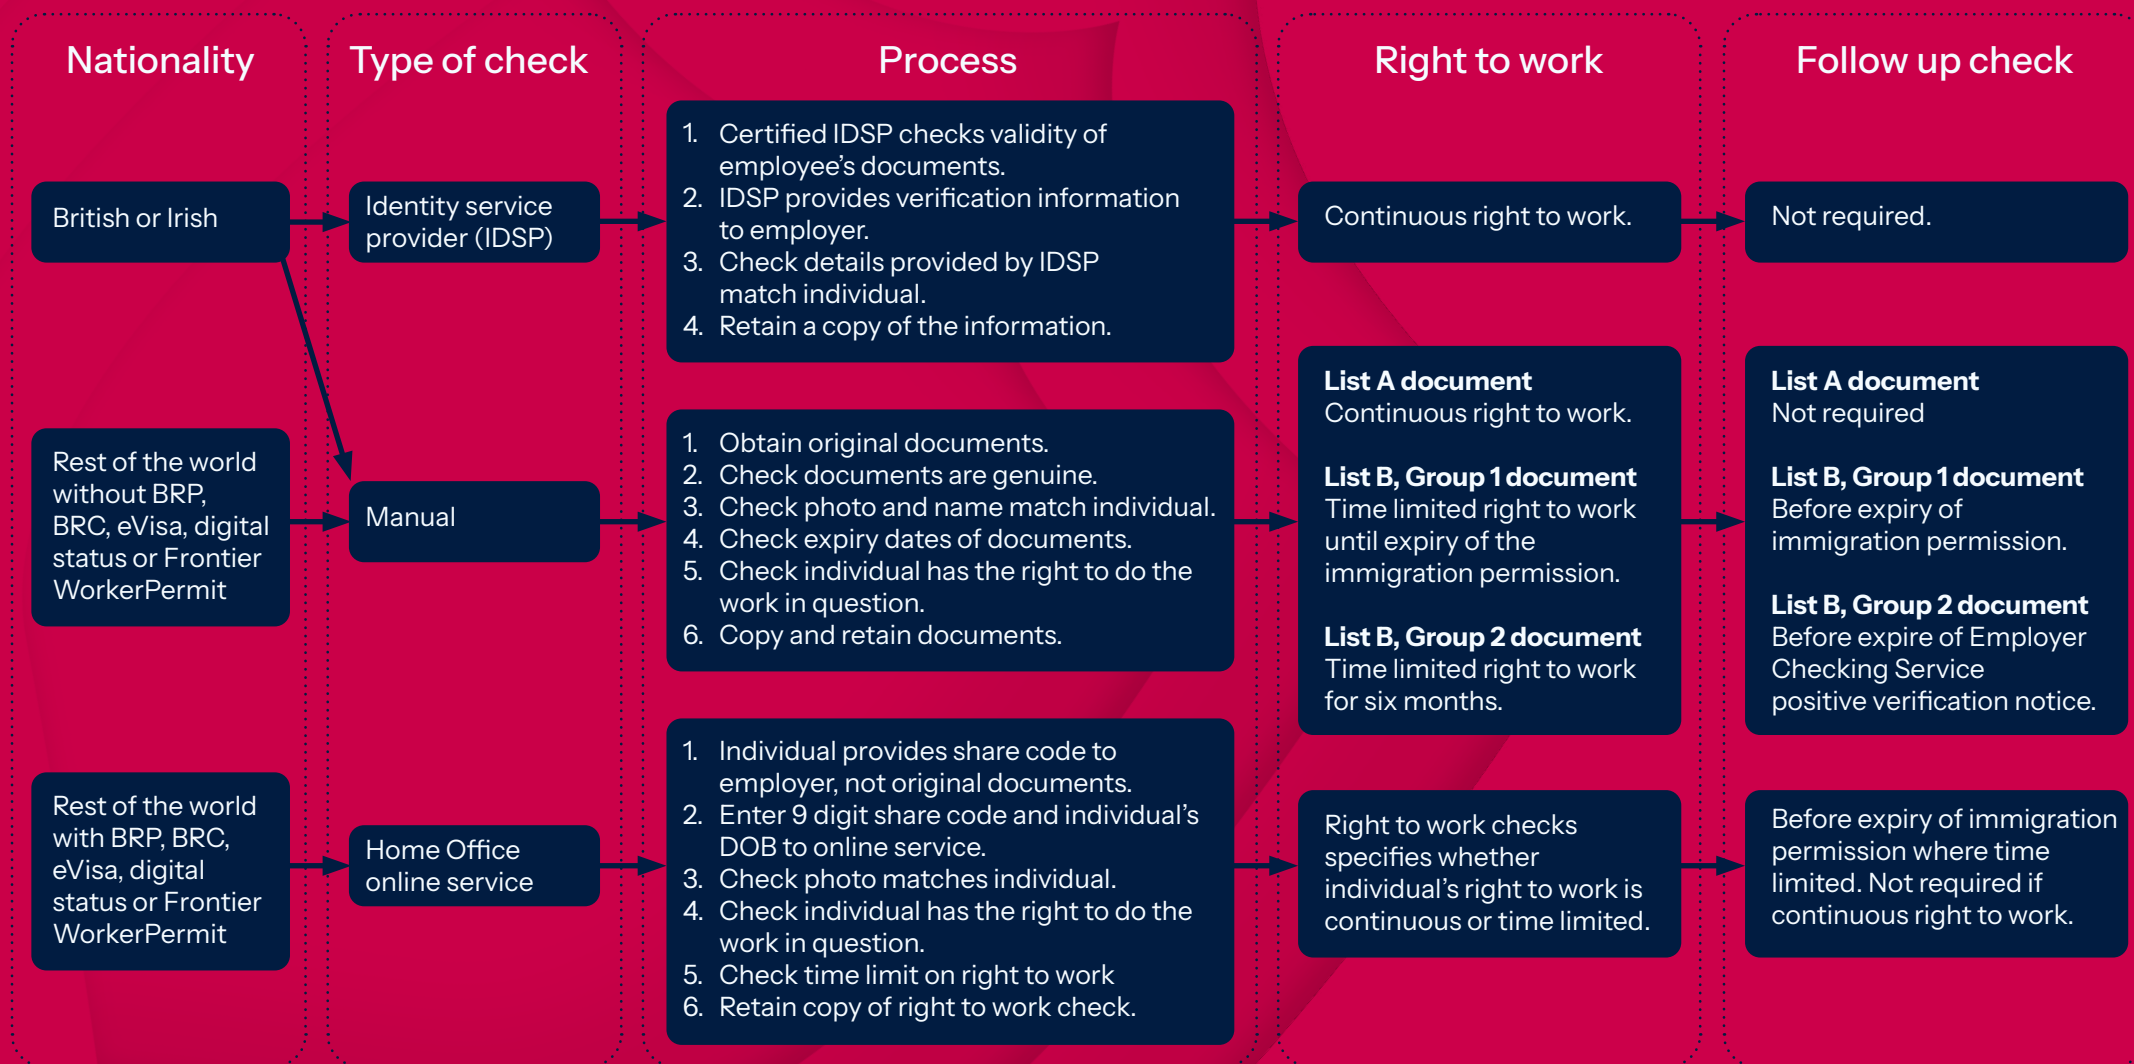 Nationality
Type of check
Process
Right to work
Follow up check
British or Irish
Identity service
provider (IDSP)
1. Certified IDSP checks validity of
employee's documents.
2. IDSP provides verification information
to employer.
3. Check details provided by IDSP
match individual.
4. Retain a copy of the information.
Continuous right to work.
Not required.
Rest of the world
without BRP,
BRC, eVisa, digital
status or Frontier
WorkerPermit
Manual
1. Obtain original documents.
2. Check documents are genuine.
3. Check photo and name match individual.
4. Check expiry dates of documents.
5. Check individual has the right to do the
work in question.
6. Copy and retain documents.
List A document
Continuous right to work.
List B, Group 1 document
Time limited right to work
until expiry of the
immigration permission.
List B, Group 2 document
Time limited right to work
for six months.
List A document
Not required
List B, Group 1 document
Before expiry of
immigration permission.
List B, Group 2 document
Before expire of Employer
Checking Service
positive verification notice.
Rest of the world
with BRP, BRC,
eVisa, digital
status or Frontier
WorkerPermit
Home Office
online service
1. Individual provides share code to
employer, not original documents.
2. Enter 9 digit share code and individual's
DOB to online service.
3. Check photo matches individual.
4. Check individual has the right to do the
work in question.
5. Check time limit on right to work
6. Retain copy of right to work check.
Right to work checks
specifies whether
individual's right to work is
continuous or time limited.
Before expiry of immigration
permission where time
limited. Not required if
continuous right to work.